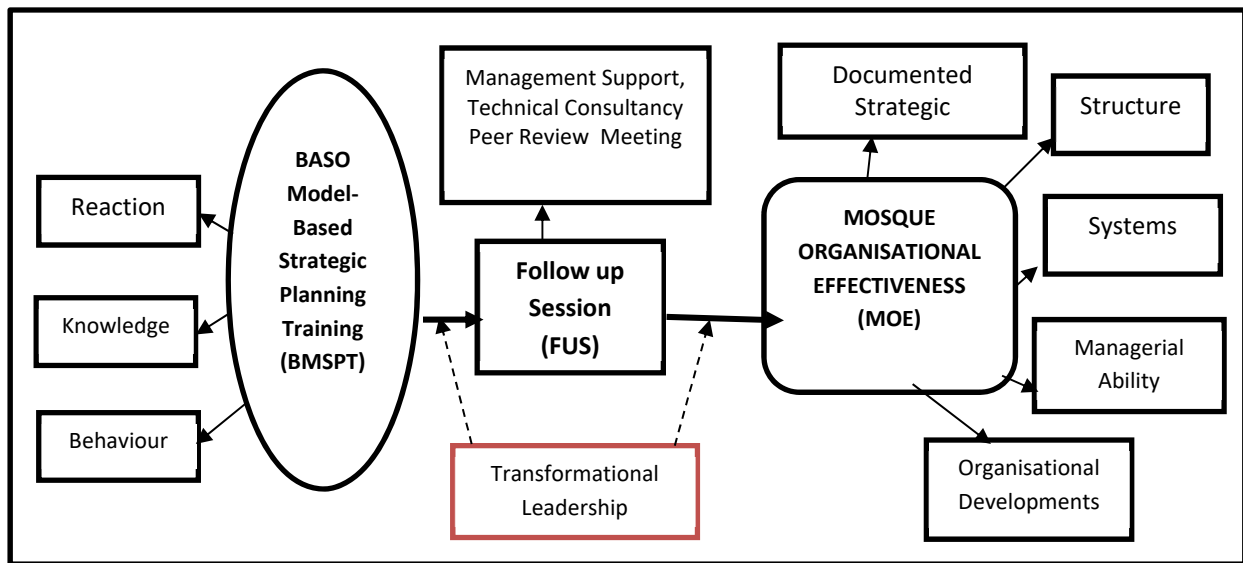 Reaction
Knowledge
Behaviour
BASO
Model-
Based
Strategic
Planning
Training
(BMSPT)
Management Support,
Technical Consultancy
Peer Review Meeting
Follow up
Session
(FUS)
Transformational
Leadership
MOSQUE
ORGANISATIONAL
EFFECTIVENESS
(MOE)
Documented
Strategic
Structure
Systems
Managerial
Ability
Organisational
Developments